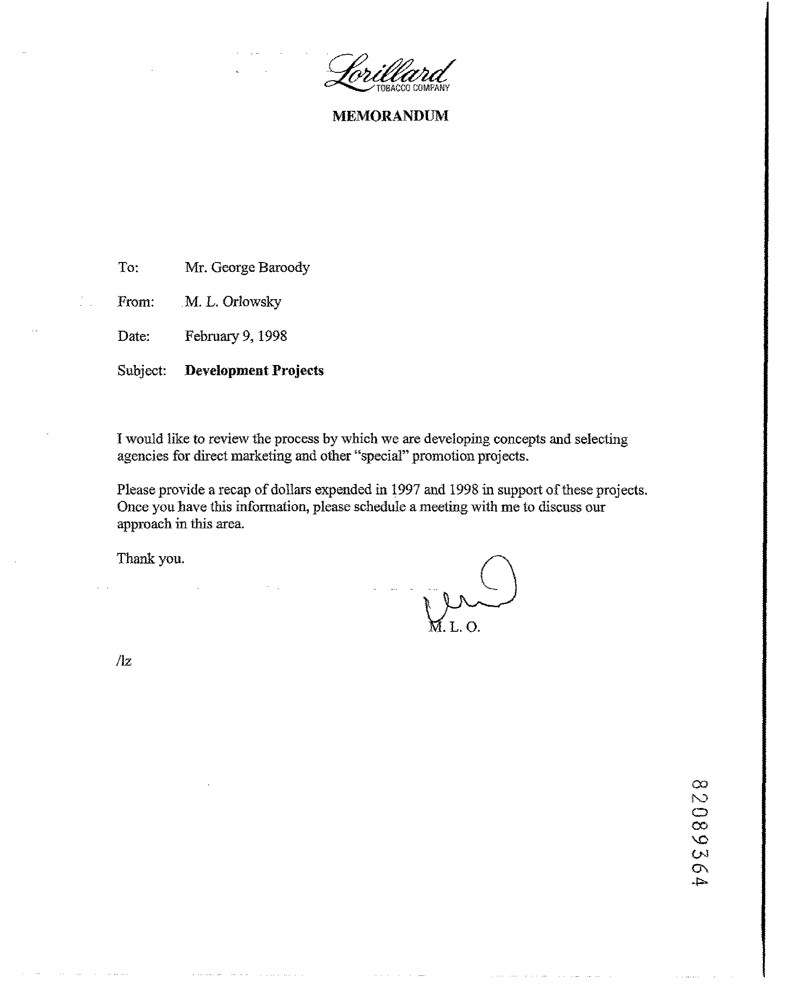 Lorillard
TOBACCO COMPANY
MEMORANDUM
To: Mr. George Baroody
From: M. L. Orlowsky
Date: February 9, 1998
Subject: Development Projects
I would like to review the process by which we are developing concepts and selecting
agencies for direct marketing and other “special” promotion projects.
Please provide a recap of dollars expended in 1997 and 1998 in support of these projects.
Once you have this information, please schedule a meeting with me to discuss our
approach in this area.
Thank you.
M. L. O.
/lz
82089364